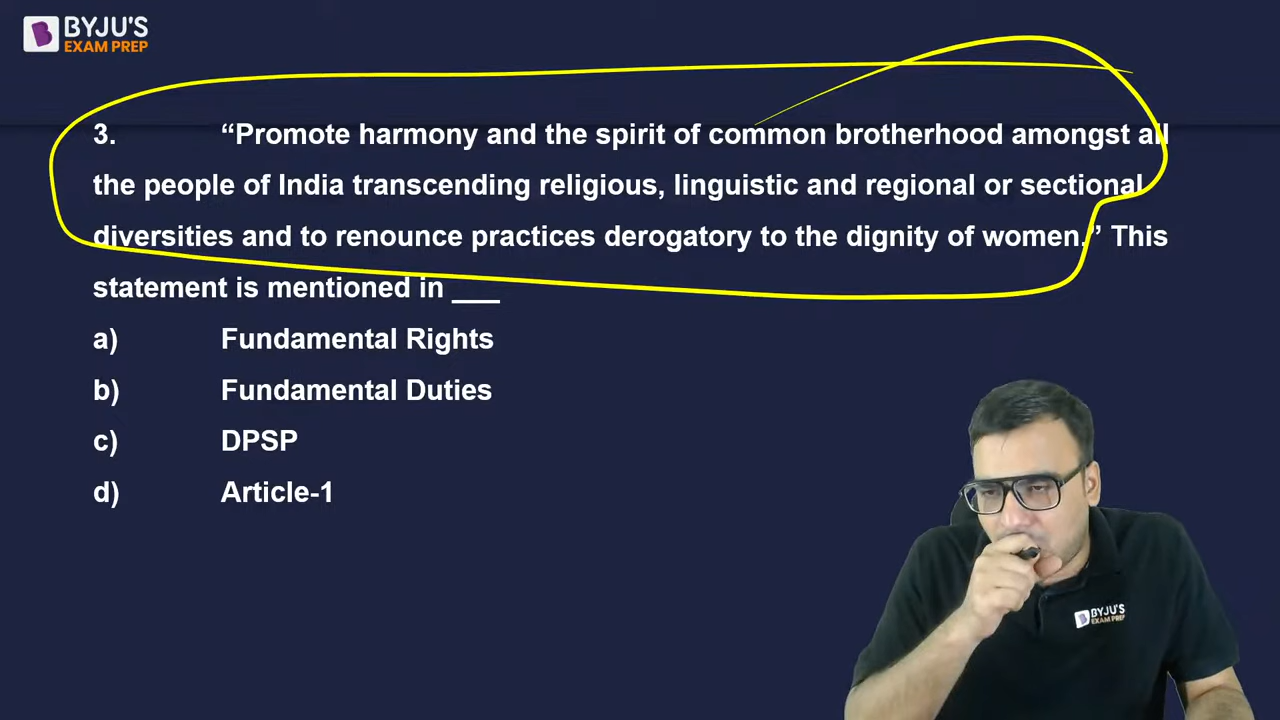 BYJU'S
EXAM PREP
3. “Promote harmony and the spirit of common brotherhood amongst all
the people of India transcending religious, linguistic and regional or sectional
diversities and to renounce practices derogatory to the dignity of women.” This
statement is mentioned in ___
a) Fundamental Rights
b) Fundamental Duties
c) DPSP
d) Article-1
BYJU'S
EXAM PREP